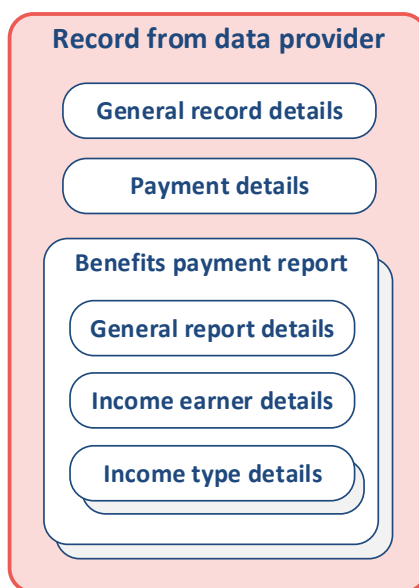 Record from data provider
General record details
Payment details
Benefits payment report
General report details
Income earner details
Income type details